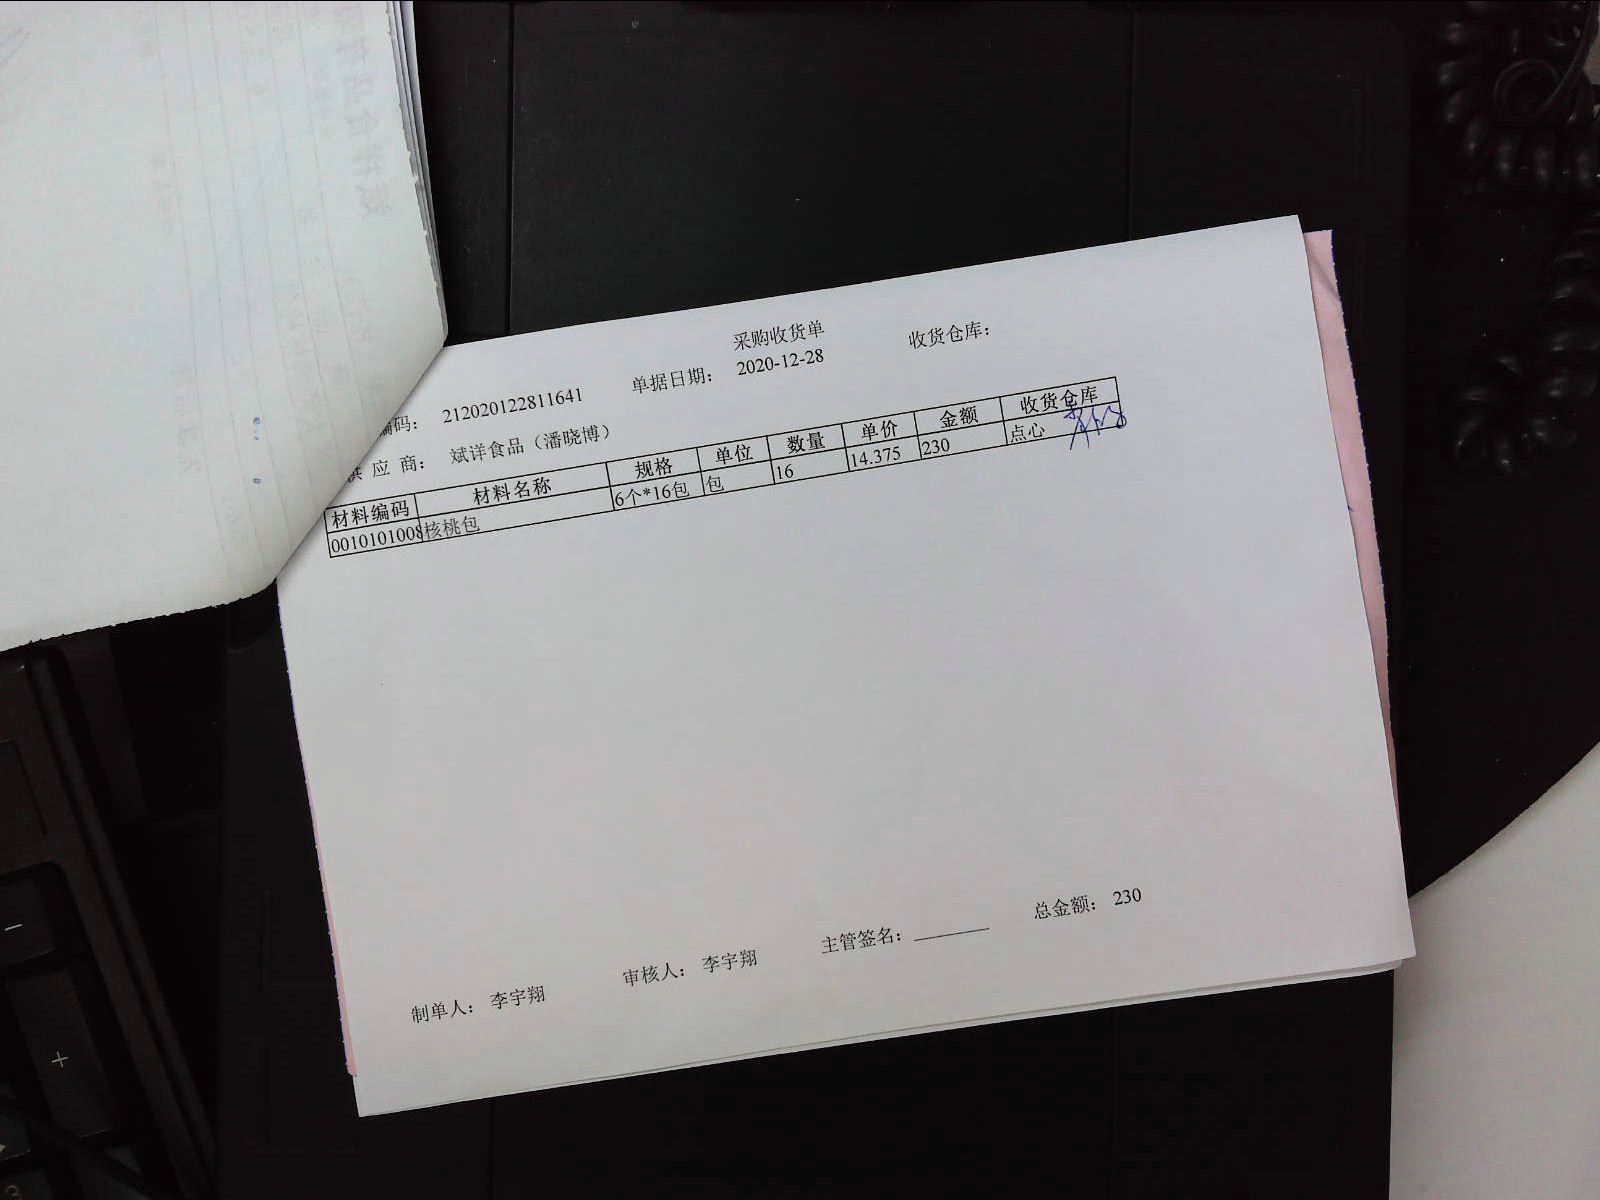 采购收货单
编码： 212020122811641 单据日期： 2020-12-28 收货仓库：
供 应 商： 斌洋食品（潘晓博）
材料编码 材料名称 规格 单位 数量 单价 金额 收货仓库
0010101008 核桃包 6个*16包 包 16 14.375 230 点心
总金额： 230
制单人： 李宇翔 审核人： 李宇翔 主管签名：